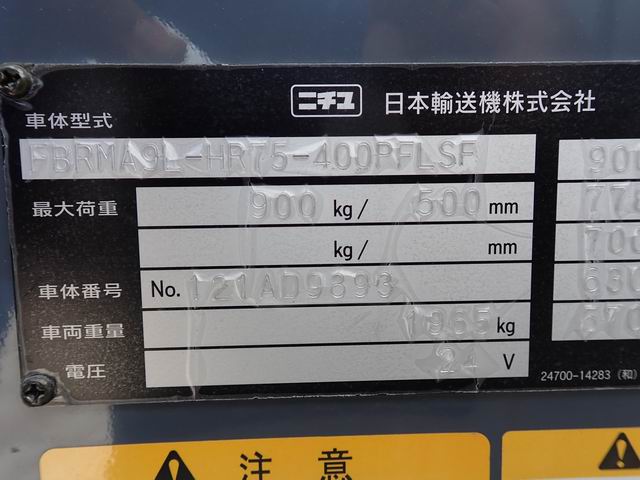 ニチユ 日本輸送機株式会社
車体型式
FBRMA9L-HRT5-400PFLSF
最大荷重 900 kg/ 500 mm
kg/ mm
車体番号 No. 121AD9893
車両重量 1965 kg
電圧 24 V
24700-14283 (和)
注意